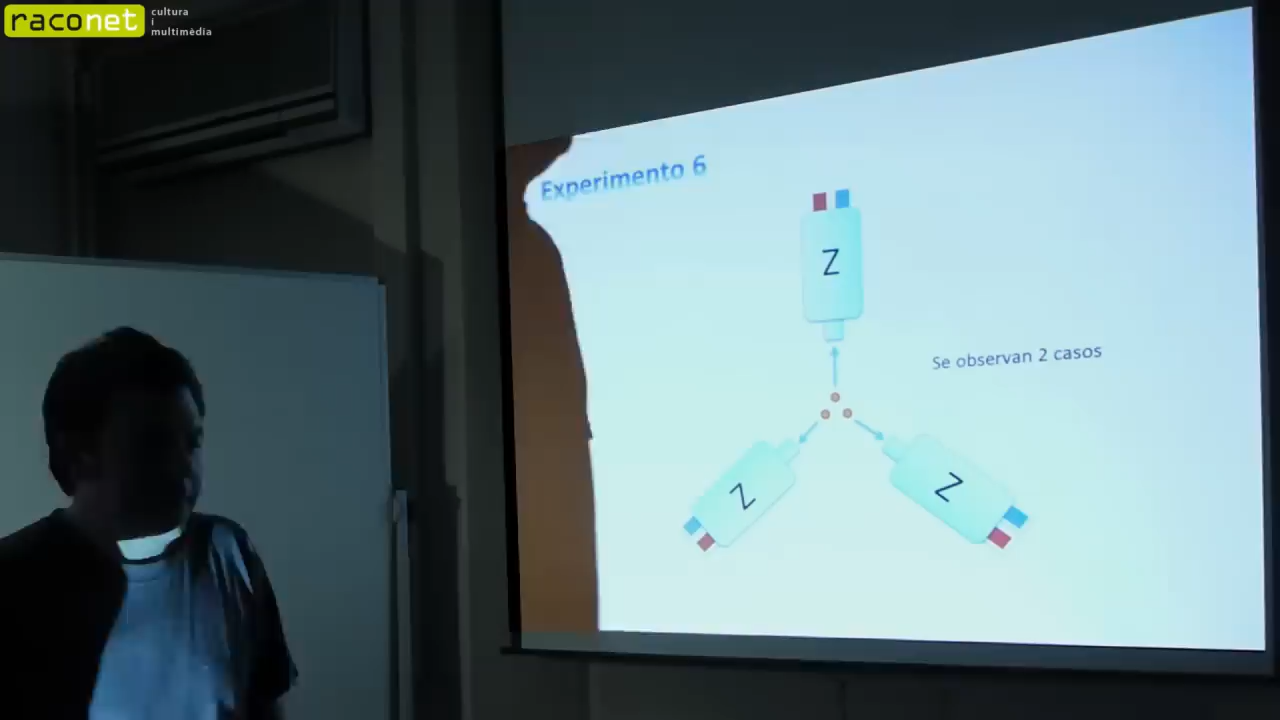 raconet
cultura
i
multimèdia
Experimento 6
Z
Se observan 2 casos
Z
Z